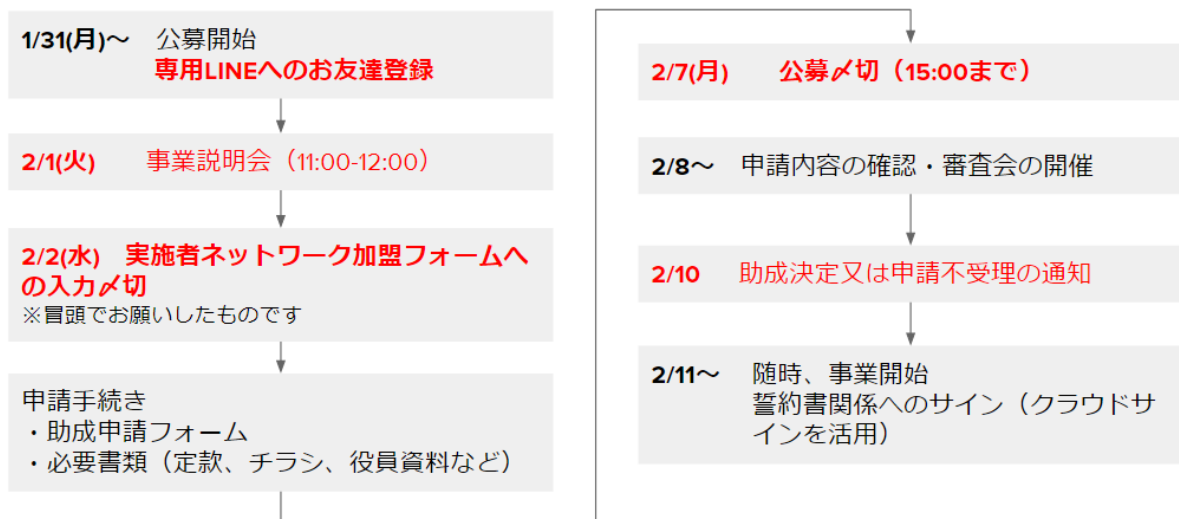 1/31(月)～　公募開始
専用LINEへのお友達登録
2/1(火)　事業説明会（11:00-12:00）
2/2(水)　実施者ネットワーク加盟フォームへ
の入力〆切
※冒頭でお願いしたものです
申請手続き
・助成申請フォーム
・必要書類（定款、チラシ、役員資料など）
2/7(月)　公募〆切（15:00まで）
2/8～　申請内容の確認・審査会の開催
2/10　助成決定又は申請不受理の通知
2/11～　随時、事業開始
誓約書関係へのサイン（クラウドサ
インを活用）